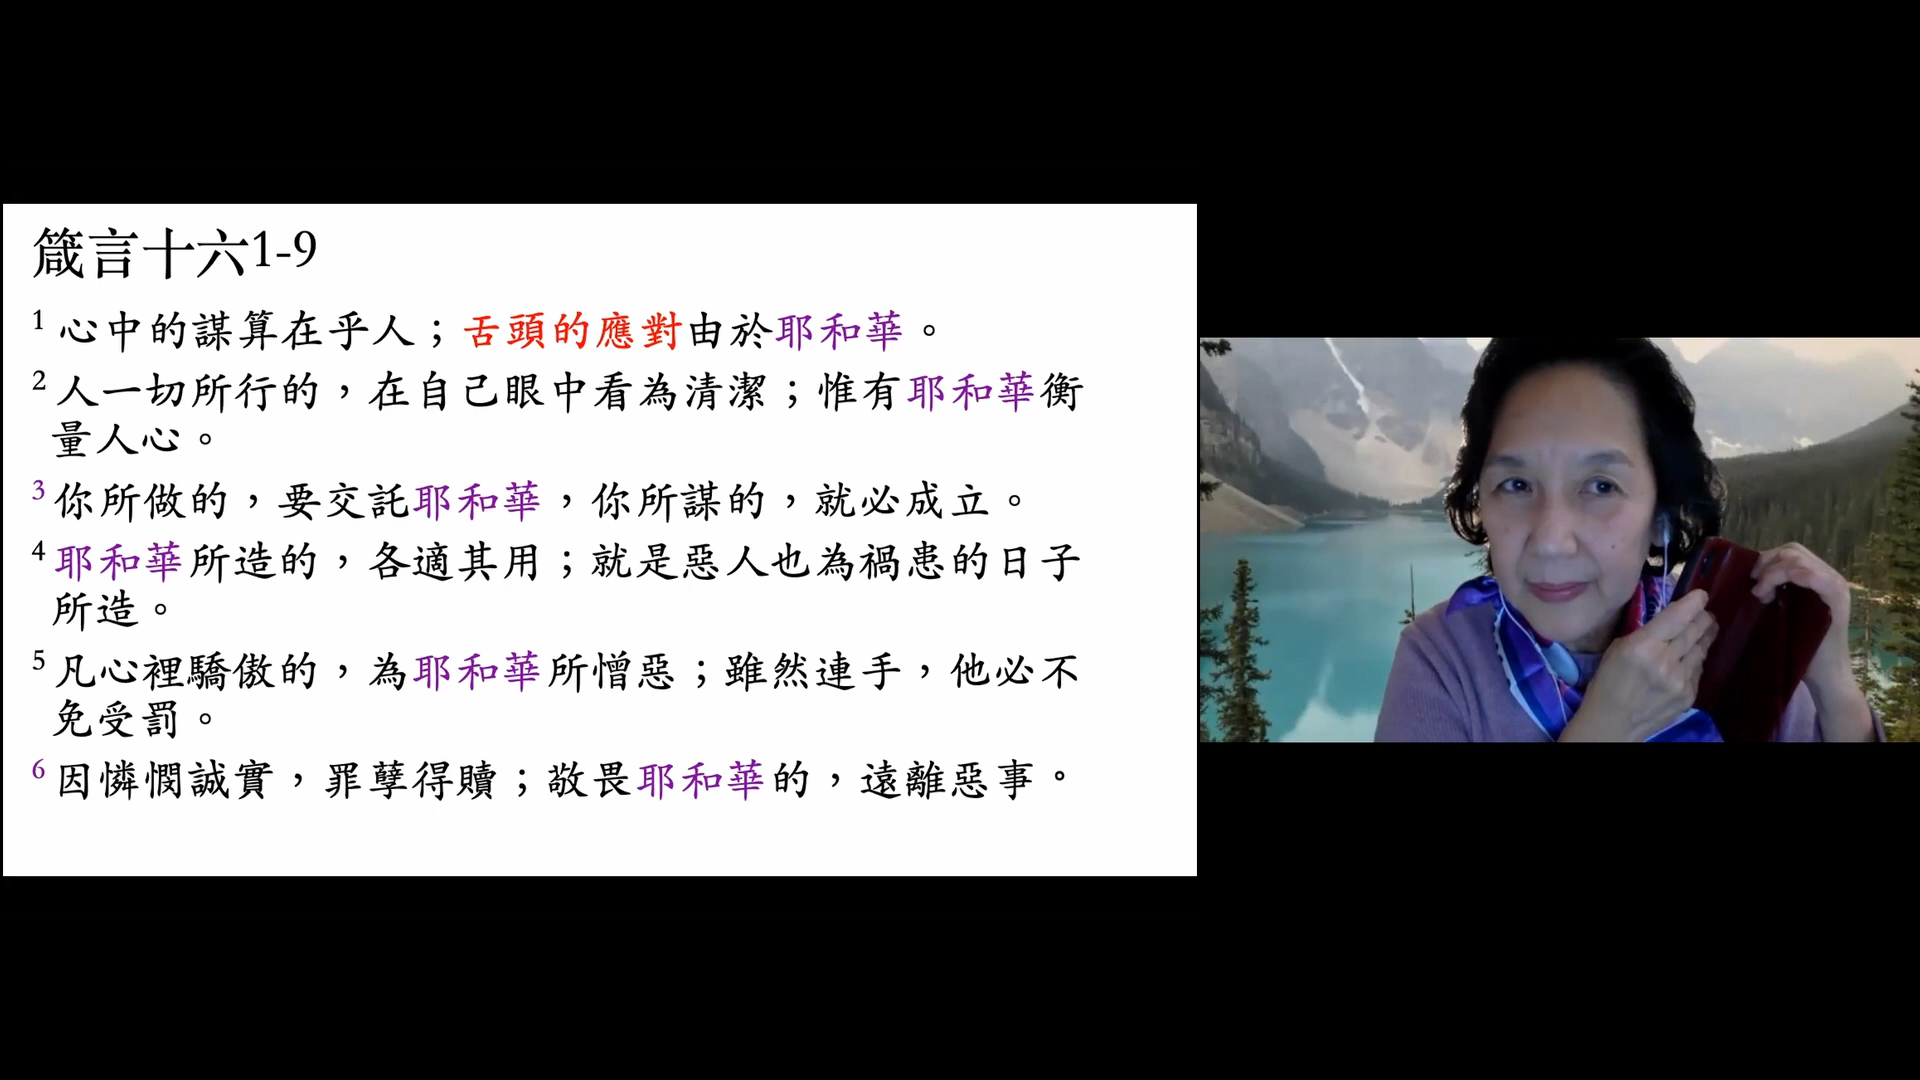 箴言十六1-9
1 心中的謀算在乎人；舌頭的應對由於耶和華。
2 人一切所行的，在自己眼中看為清潔；惟有耶和華衡
量人心。
3 你所做的，要交託耶和華，你所謀的，就必成立。
4 耶和華所造的，各適其用；就是惡人也為禍患的日子
所造。
5 凡心裡驕傲的，為耶和華所憎惡；雖然連手，他必不
免受罰。
6 因憐憫誠實，罪孽得贖；敬畏耶和華的，遠離惡事。